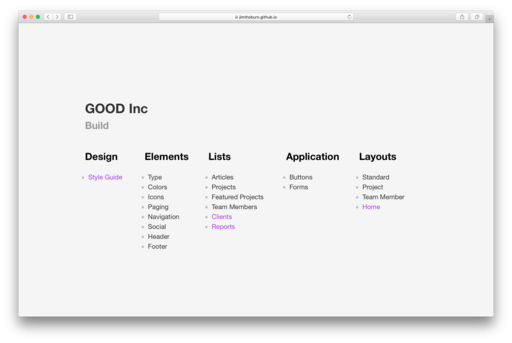 jimthoburn.github.io
GOOD Inc
Build
Design
Style Guide
Elements
Type
Colors
Icons
Paging
Navigation
Social
Header
Footer
Lists
Articles
Projects
Featured Projects
Team Members
Clients
Reports
Application
Buttons
Forms
Layouts
Standard
Project
Team Member
Home